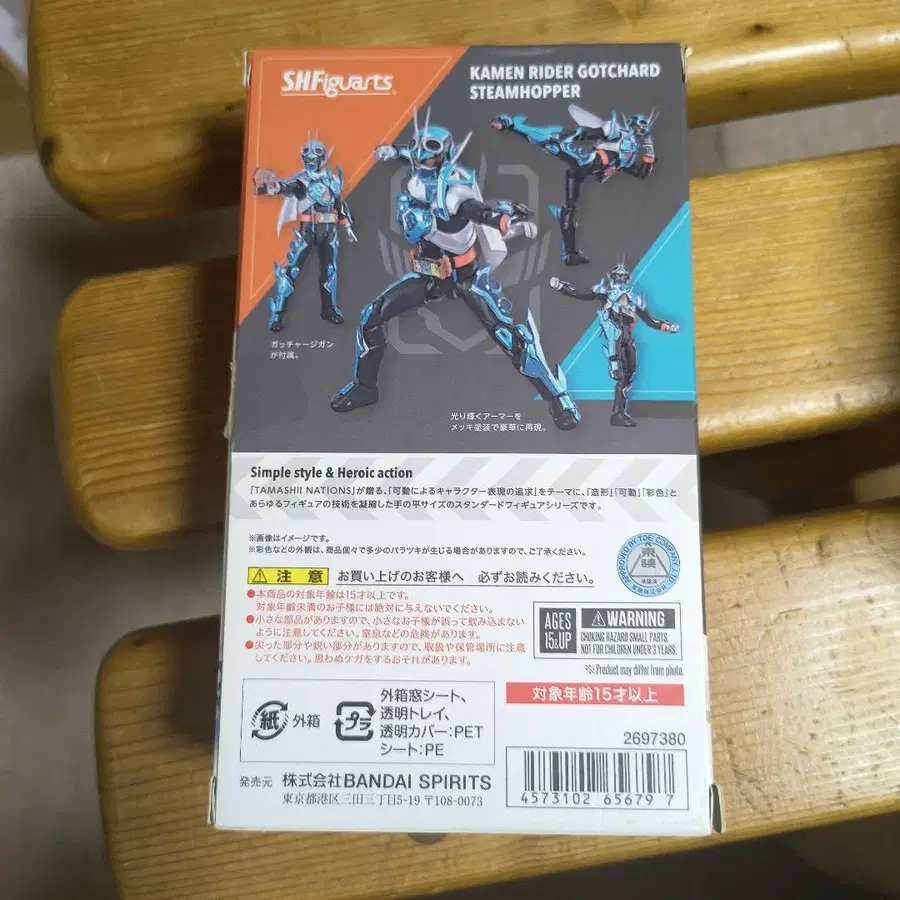 S.H.Figuarts
KAMEN RIDER GOTCHARD
STEAMHOPPER
ガッチャージガン
が付属。
光り輝くアーマーを
メッキ塗装で豪華に再現。
Simple style & Heroic action
「TAMASHII NATIONS」が贈る、「可動によるキャラクター表現の追求」をテーマに、「造形」「可動」「彩色」と
あらゆるフィギュアの技術を凝縮した手の平サイズのスタンダードフィギュアシリーズです。
※画像はイメージです。
※彩色などの外観は、商品個々で多少のバラツキが生じる場合がありますので、ご了承ください。
APPROVED BY TOEI COMPANY, LTD.
東映
承認済
東映株式会社
注意 お買い上げのお客様へ 必ずお読みください。
●本商品の対象年齢は15才以上です。
対象年齢未満のお子様には絶対に与えないでください。
●小さな部品がありますので、小さなお子様が誤って飲み込まない
ように注意してください。窒息などの危険があります。
●尖った部分や鋭い部分がありますので、取扱や保管場所に注意
してください。思わぬケガをするおそれがあります。
AGES
15&UP
WARNING
CHOKING HAZARD SMALL PARTS.
NOT FOR CHILDREN UNDER 3 YEARS.
※Product may differ from photo.
対象年齢15才以上
紙 外箱
プラ
外箱窓シート、
透明トレイ、
透明カバー:PET
シート:PE
2697380
発売元 株式会社BANDAI SPIRITS
東京都港区三田三丁目5-19 〒108-0073
4573102 65679 7